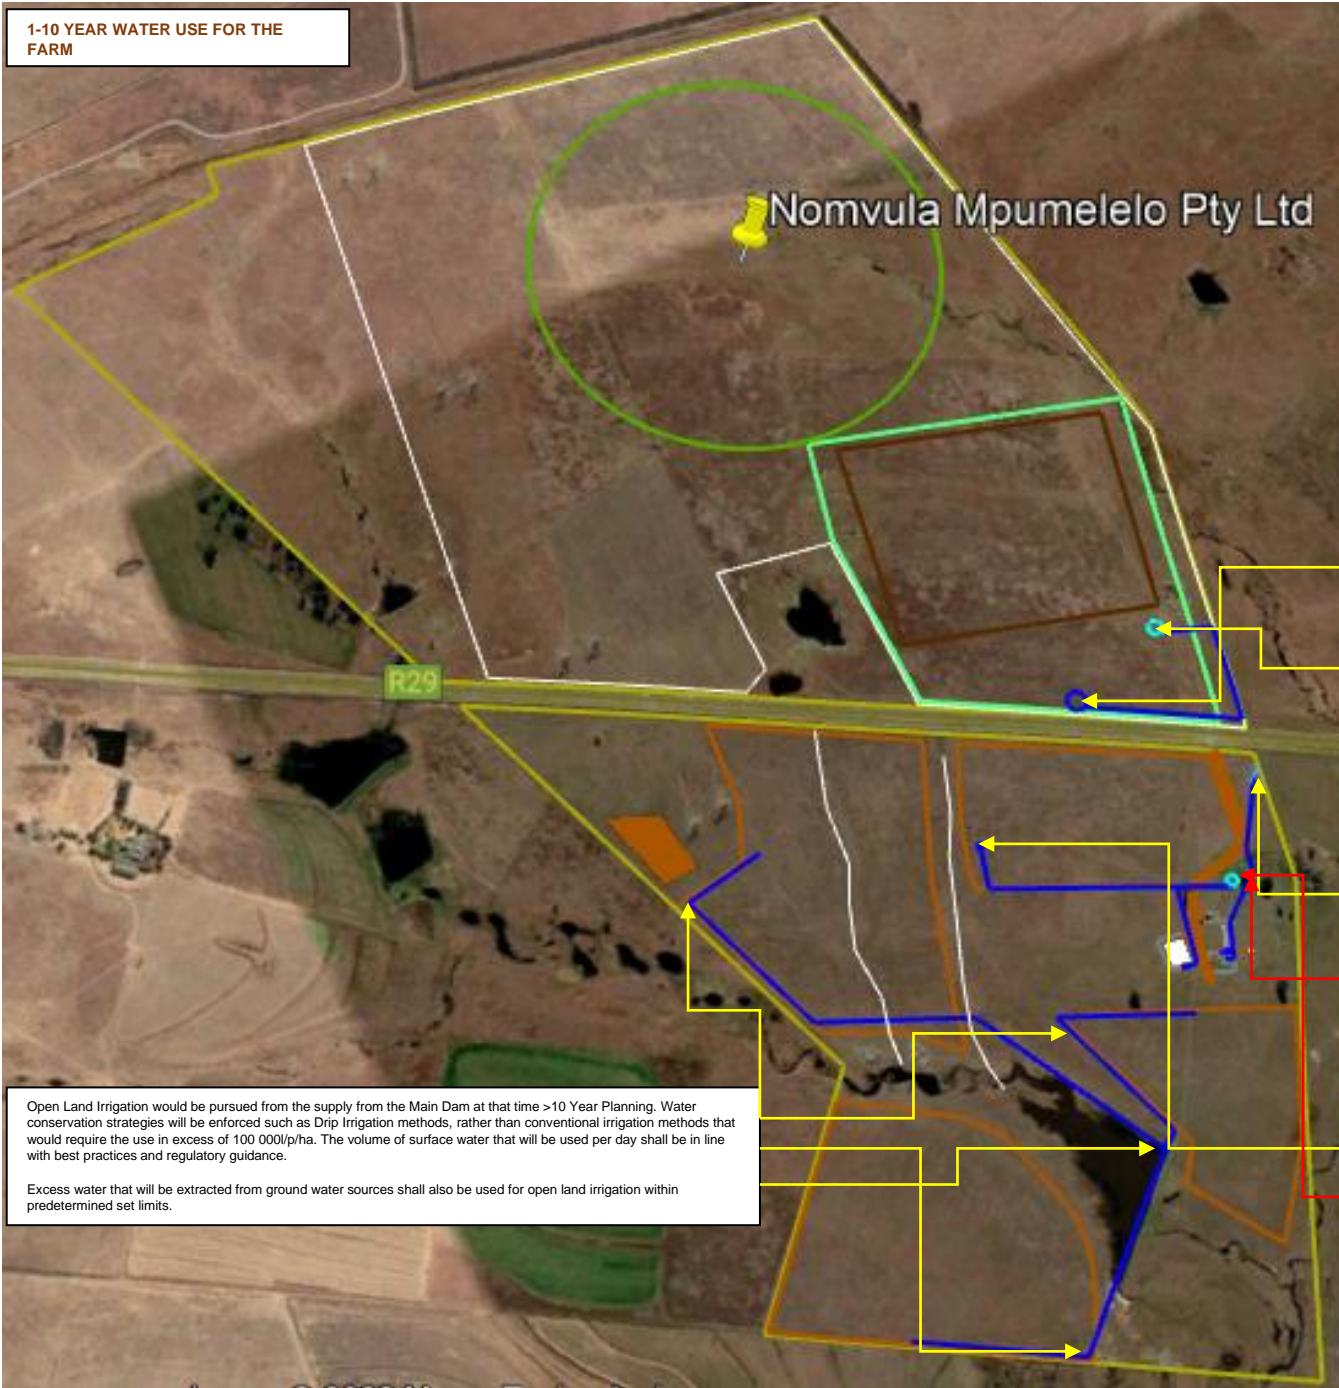 1-10 YEAR WATER USE FOR THE
FARM
Nomvula Mpumelelo Pty Ltd
R29
Open Land Irrigation would be pursued from the supply from the Main Dam at that time >10 Year Planning. Water
conservation strategies will be enforced such as Drip Irrigation methods, rather than conventional irrigation methods that
would require the use in excess of 100 000l/p/ha. The volume of surface water that will be used per day shall be in line
with best practices and regulatory guidance.
Excess water that will be extracted from ground water sources shall also be used for open land irrigation within
predetermined set limits.